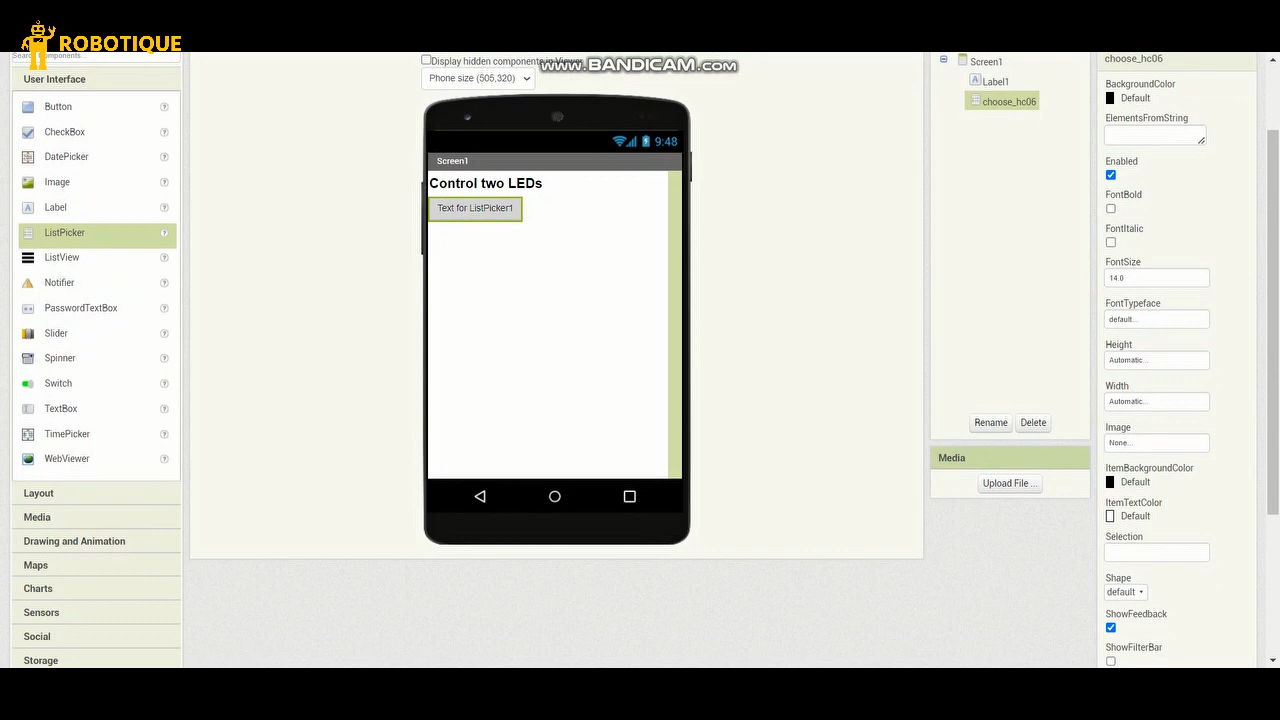 ROBOTIQUE
WWW.BANDICAM.COM
Display hidden components in Viewer
Phone size (505,320)
User Interface
Button
CheckBox
DatePicker
Image
Label
ListPicker
ListView
Notifier
PasswordTextBox
Slider
Spinner
Switch
TextBox
TimePicker
WebViewer
Layout
Media
Drawing and Animation
Maps
Charts
Sensors
Social
Storage
9:48
Screen1
Control two LEDs
Text for ListPicker1
Screen1
Label1
choose_hc06
Rename
Delete
Media
Upload File ...
choose_hc06
BackgroundColor
Default
ElementsFromString
Enabled
FontBold
FontItalic
FontSize
14.0
FontTypeface
default...
Height
Automatic...
Width
Automatic...
Image
None...
ItemBackgroundColor
Default
ItemTextColor
Default
Selection
Shape
default
ShowFeedback
ShowFilterBar